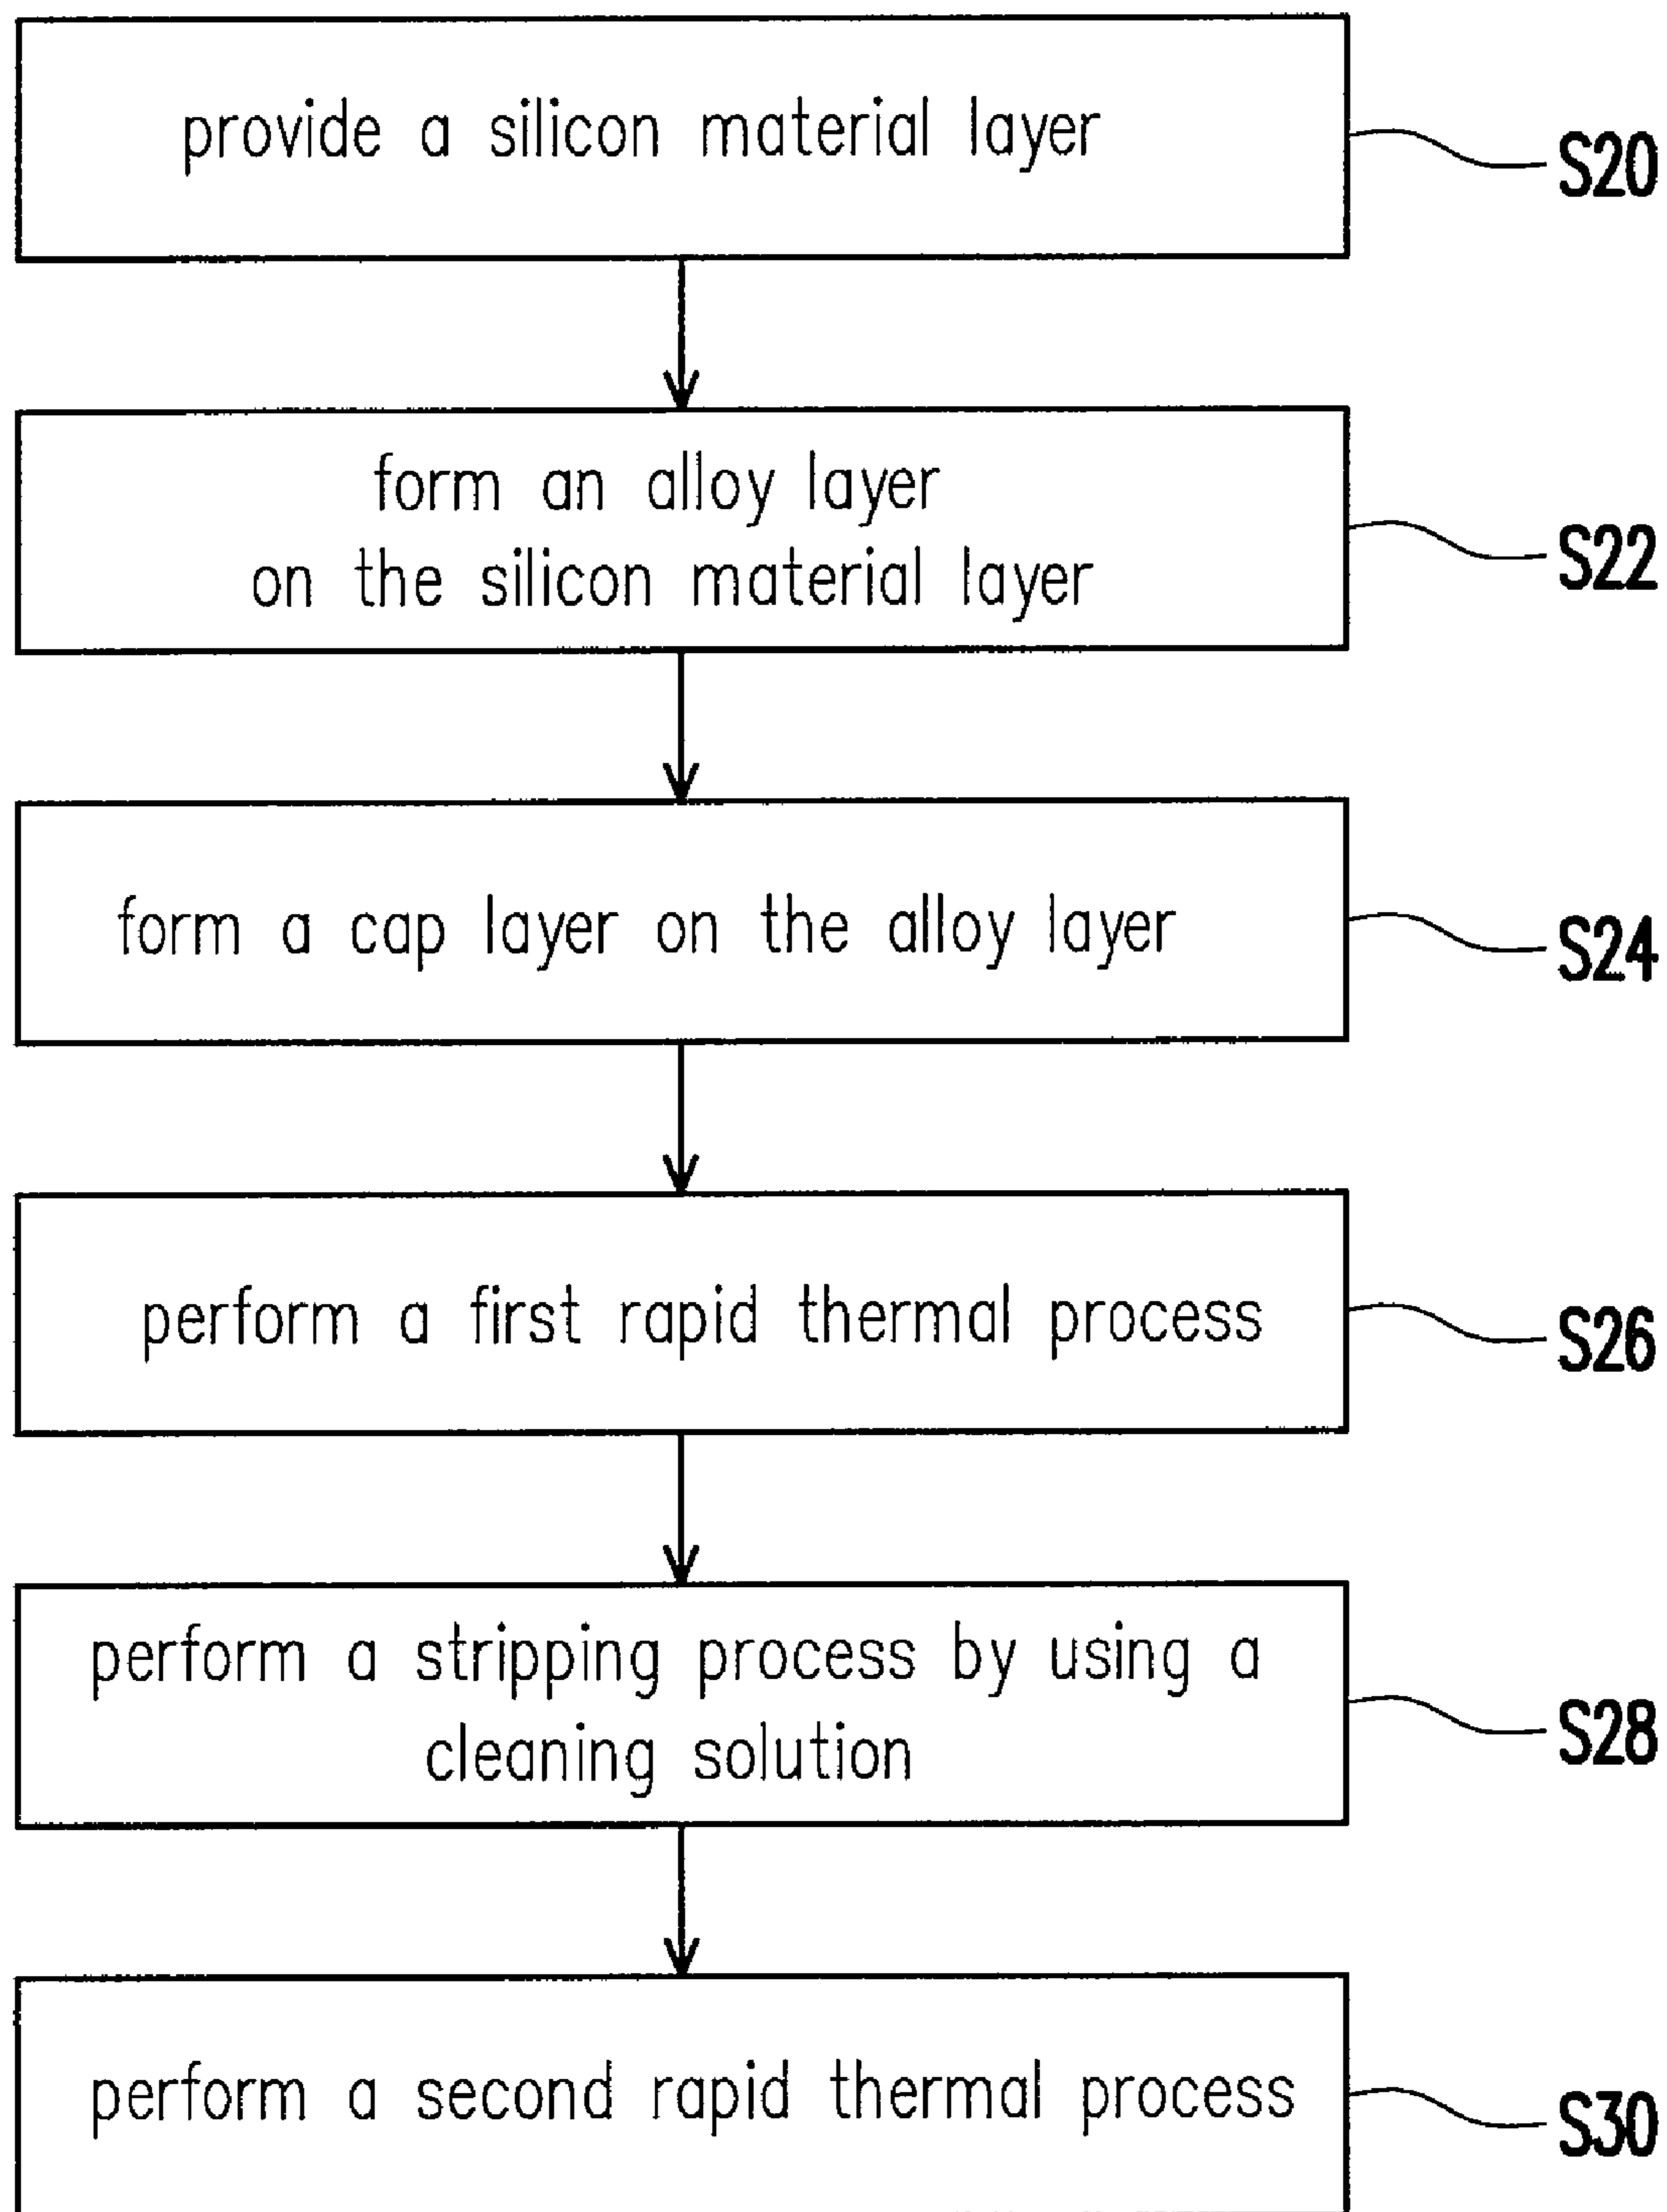 provide a silicon material layer
S20
form an alloy layer
on the silicon material layer
S22
form a cap layer on the alloy layer
S24
perform a first rapid thermal process
S26
perform a stripping process by using a
cleaning solution
S28
perform a second rapid thermal process
S30